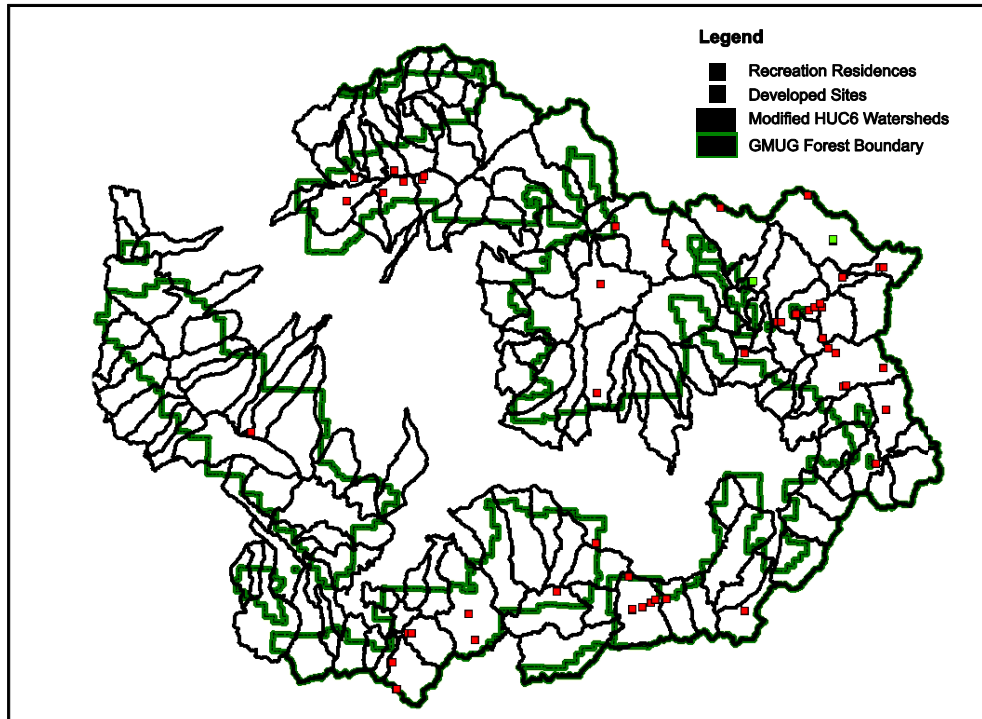 Legend
Recreation Residences
Developed Sites
Modified HUC6 Watersheds
GMUG Forest Boundary